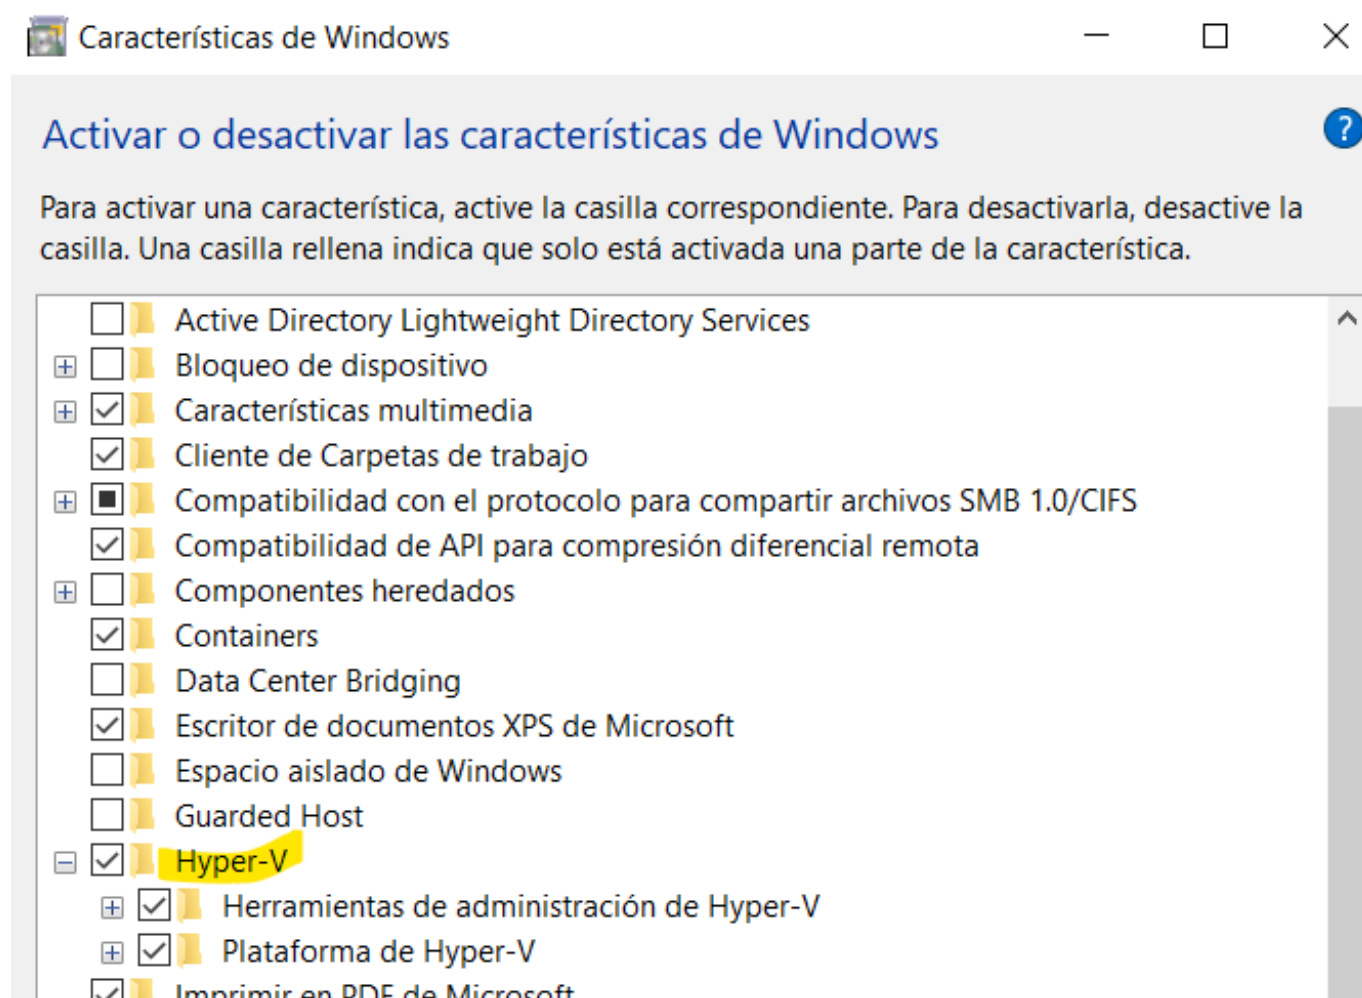 Características de Windows
Activar o desactivar las características de Windows
?
Para activar una característica, active la casilla correspondiente. Para desactivarla, desactive la
casilla. Una casilla rellena indica que solo está activada una parte de la característica.
Active Directory Lightweight Directory Services
Bloqueo de dispositivo
Características multimedia
Cliente de Carpetas de trabajo
Compatibilidad con el protocolo para compartir archivos SMB 1.0/CIFS
Compatibilidad de API para compresión diferencial remota
Componentes heredados
Containers
Data Center Bridging
Escritor de documentos XPS de Microsoft
Espacio aislado de Windows
Guarded Host
Hyper-V
Herramientas de administración de Hyper-V
Plataforma de Hyper-V
Imprimir en PDF de Microsoft